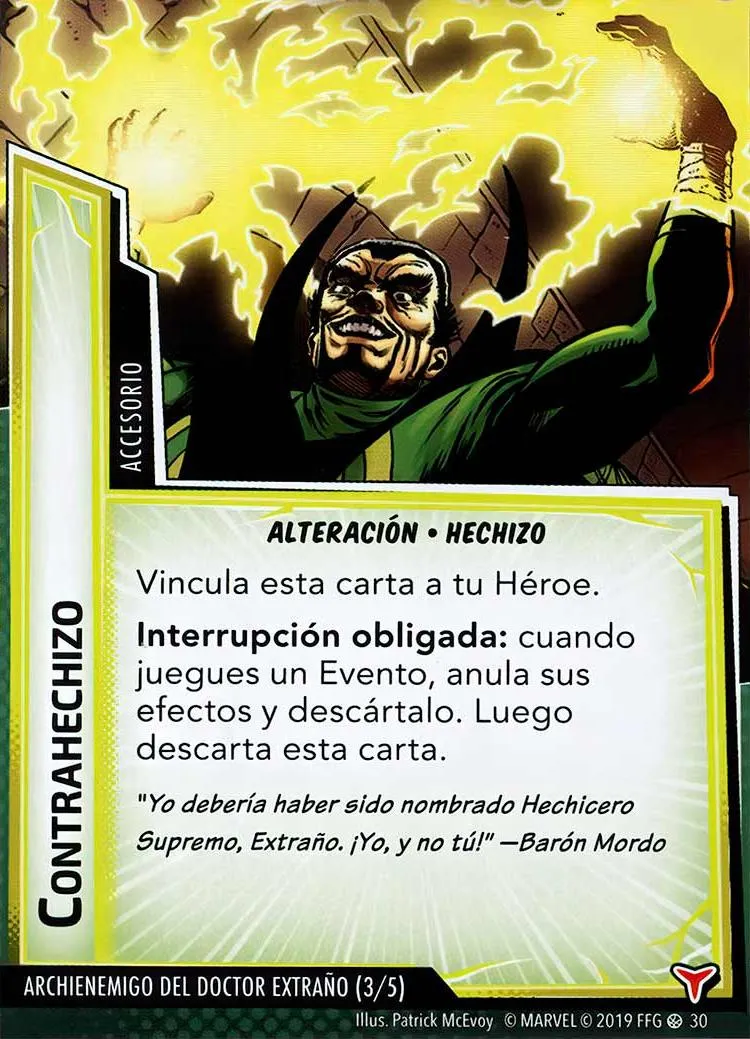 ACCESORIO
CONTRAHECHIZO
ALTERACIÓN • HECHIZO
Vincula esta carta a tu Héroe.
Interrupción obligada: cuando
juegues un Evento, anula sus
efectos y descártalo. Luego
descarta esta carta.
"Yo debería haber sido nombrado Hechicero
Supremo, Extraño. ¡Yo, y no tú!" —Barón Mordo
ARCHIENEMIGO DEL DOCTOR EXTRAÑO (3/5)
Illus. Patrick McEvoy © MARVEL © 2019 FFG 30